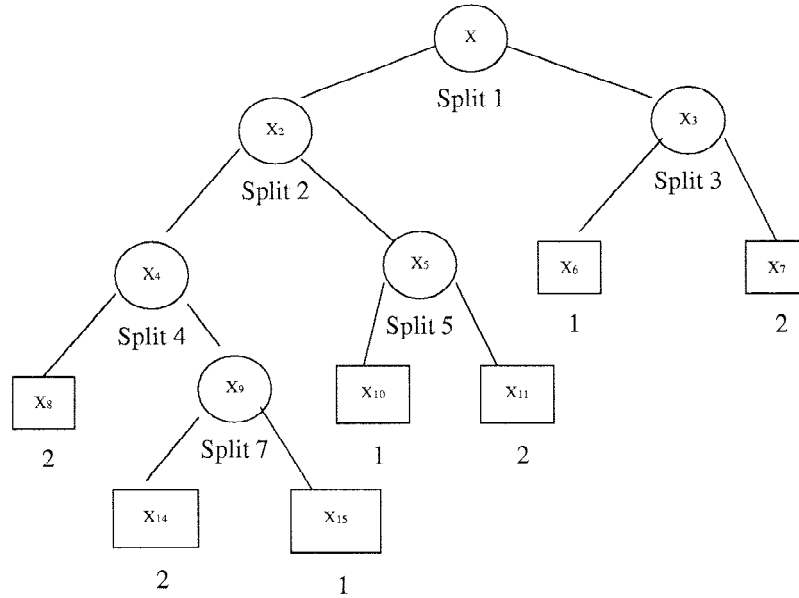 X
Split 1
X₂
X₃
Split 2
Split 3
X₄
X₅
X₆
X₇
Split 4
Split 5
1
2
X₈
X₉
X₁₀
X₁₁
2
Split 7
1
2
X₁₄
X₁₅
2
1